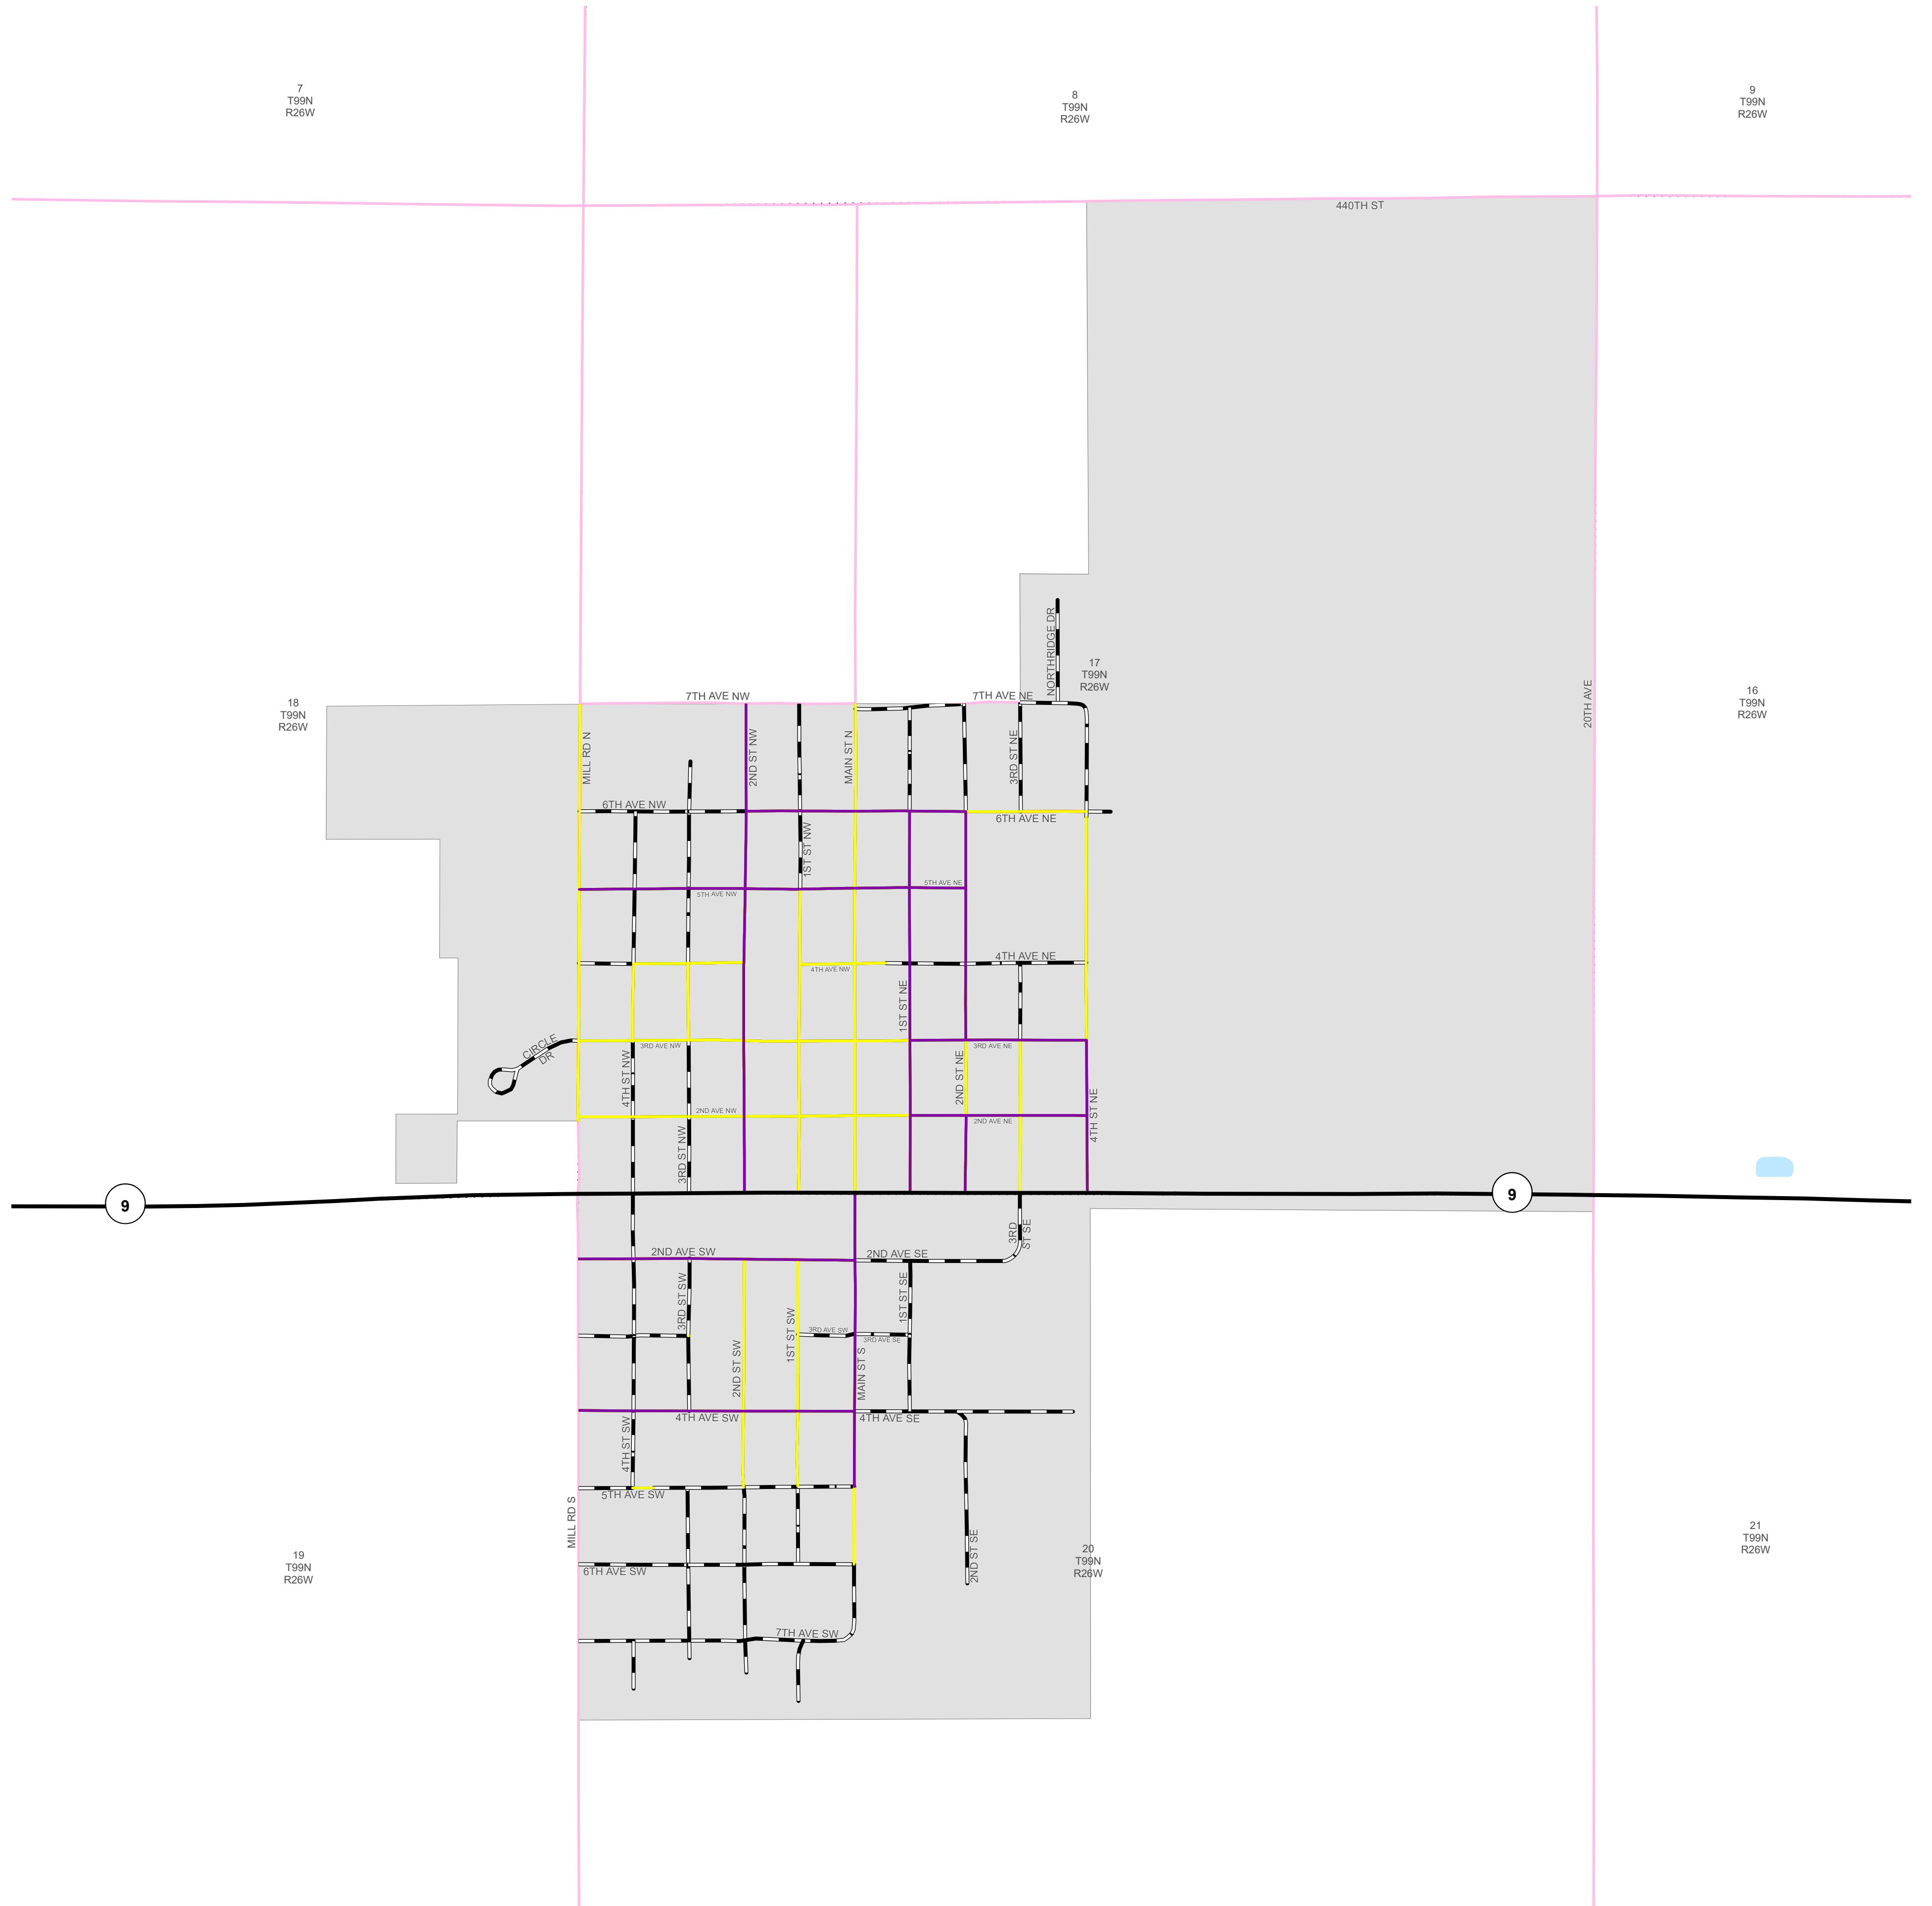 7
T99N
R26W
8
T99N
R26W
9
T99N
R26W
440TH ST
NORTHRIDGE DR
17
T99N
R26W
18
T99N
R26W
16
T99N
R26W
20TH AVE
7TH AVE NW
7TH AVE NE
MILL RD N
2ND ST NW
MAIN ST N
3RD ST NE
6TH AVE NW
6TH AVE NE
1ST ST NW
5TH AVE NE
5TH AVE NW
4TH AVE NE
4TH AVE NW
1ST ST NE
CIRCLE
DR
3RD AVE NW
3RD AVE NE
4TH ST NW
2ND ST NE
4TH ST NE
2ND AVE NW
2ND AVE NE
3RD ST NW
9
9
3RD
ST SE
2ND AVE SW
2ND AVE SE
3RD ST SW
1ST ST SE
1ST ST SW
3RD AVE SW
3RD AVE SE
2ND ST SW
MAIN ST S
4TH AVE SW
4TH AVE SE
4TH ST SW
5TH AVE SW
MILL RD S
2ND ST SE
19
T99N
R26W
20
T99N
R26W
21
T99N
R26W
6TH AVE SW
7TH AVE SW